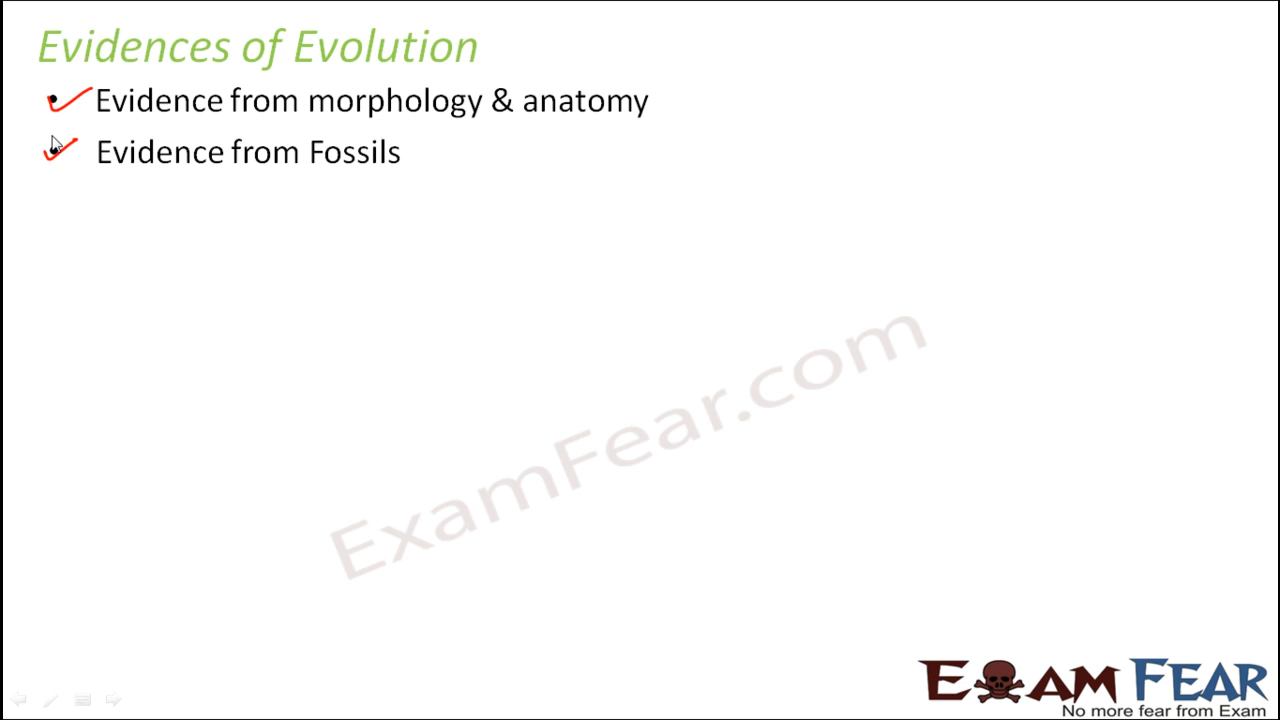 Evidences of Evolution
• Evidence from morphology & anatomy
• Evidence from Fossils
ExamFear.com
EXAM FEAR
No more fear from Exam